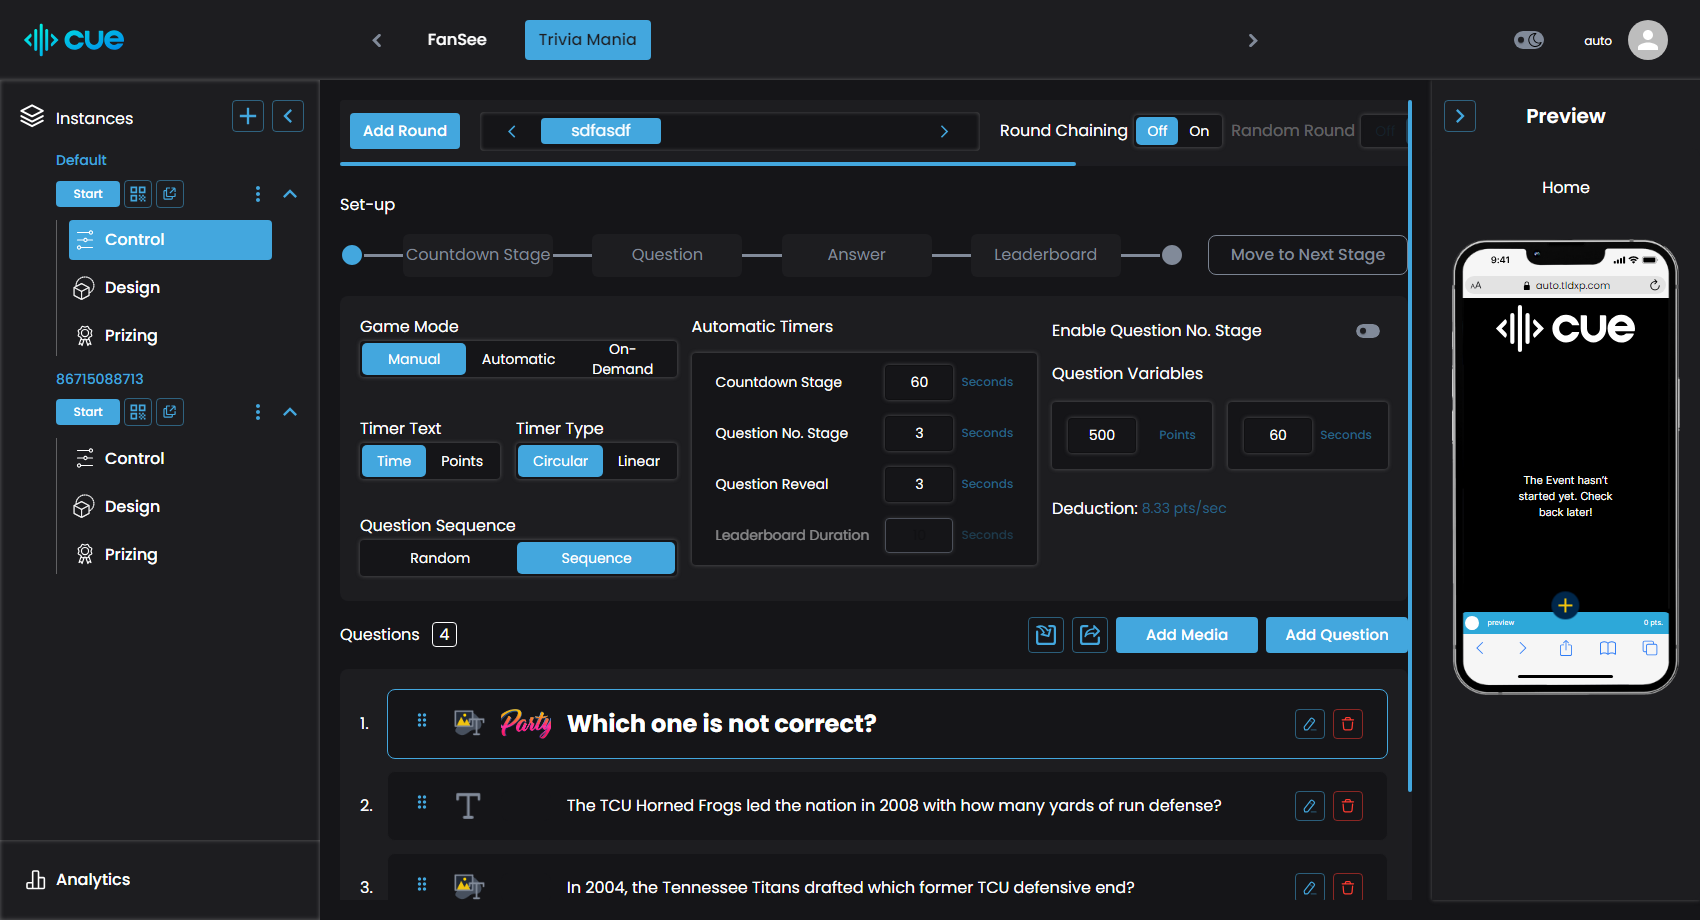 cue
FanSee
Trivia Mania
auto
Instances
Default
Start
Control
Design
Prizing
86715088713
Start
Control
Design
Prizing
Analytics
Add Round
sdfasdf
Round Chaining
Off
On
Random Round
Off
Set-up
Countdown Stage
Question
Answer
Leaderboard
Move to Next Stage
Game Mode
Manual
Automatic
On-
Demand
Timer Text
Time
Points
Timer Type
Circular
Linear
Question Sequence
Random
Sequence
Automatic Timers
Countdown Stage
60
Seconds
Question No. Stage
3
Seconds
Question Reveal
3
Seconds
Leaderboard Duration
Seconds
Enable Question No. Stage
Question Variables
500
Points
60
Seconds
Deduction: 8.33 pts/sec
Questions
4
Add Media
Add Question
1.
Party
Which one is not correct?
2.
The TCU Horned Frogs led the nation in 2008 with how many yards of run defense?
3.
In 2004, the Tennessee Titans drafted which former TCU defensive end?
Preview
Home
9:41
AA
auto.tldxp.com
cue
The Event hasn't
started yet. Check
back later!
preview
0 pts.